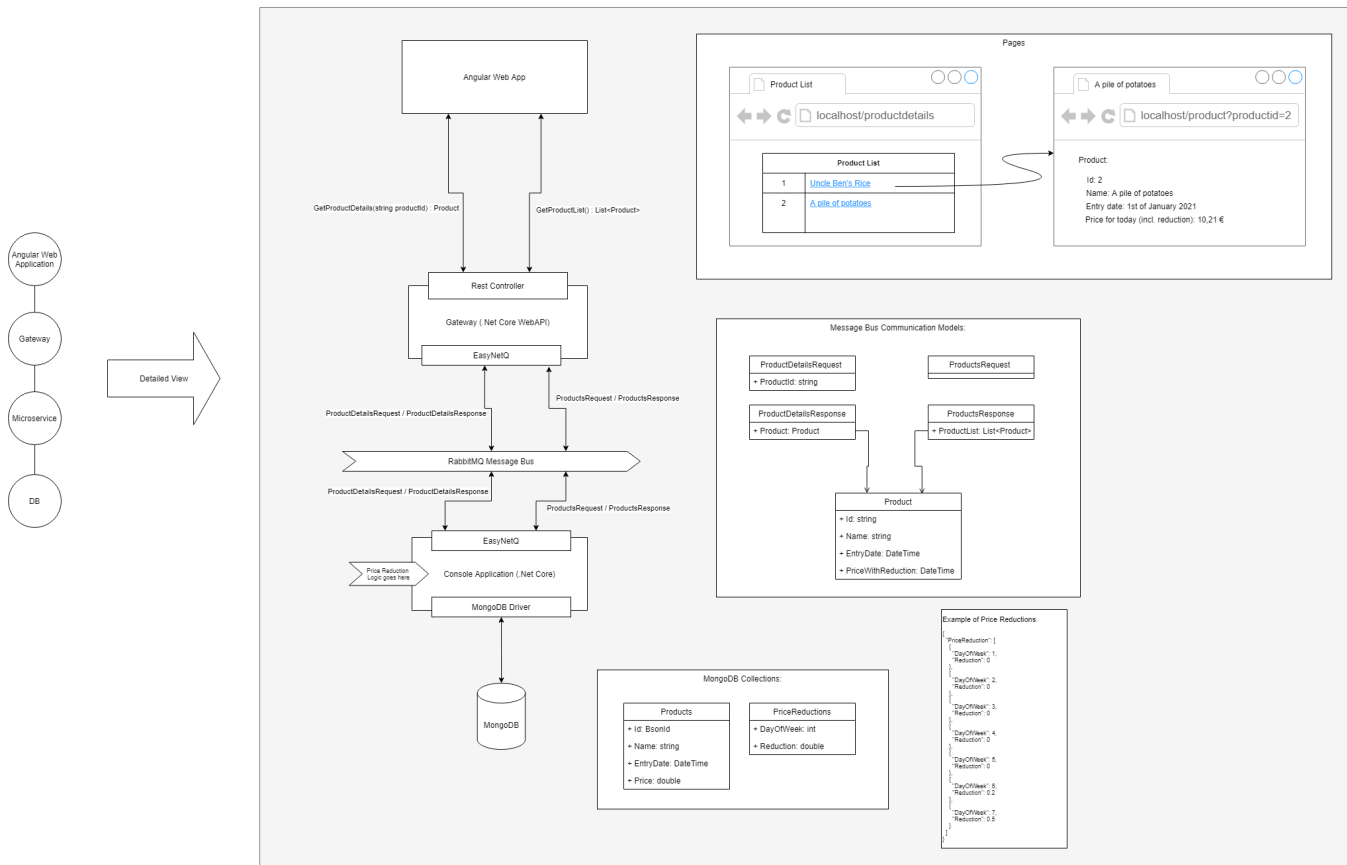 Angular Web
Application
Gateway
Microservice
DB
Detailed View
Angular Web App
GetProductDetails(string productId) : Product
GetProductList() : List<Product>
Rest Controller
Gateway (.Net Core WebAPI)
EasyNetQ
ProductsRequest / ProductsResponse
ProductDetailsRequest / ProductDetailsResponse
RabbitMQ Message Bus
ProductDetailsRequest / ProductDetailsResponse
ProductsRequest / ProductsResponse
EasyNetQ
Price Reduction
Logic goes here
Console Application (.Net Core)
MongoDB Driver
MongoDB
Pages
Product List
localhost/productdetails
Product List
1 Uncle Ben's Rice
2 A pile of potatoes
A pile of potatoes
localhost/product?productid=2
Product:
Id: 2
Name: A pile of potatoes
Entry date: 1st of January 2021
Price for today (incl. reduction): 10,21 €
Message Bus Communication Models:
ProductDetailsRequest
+ ProductId: string
ProductsRequest
ProductDetailsResponse
+ Product: Product
ProductsResponse
+ ProductList: List<Product>
Product
+ Id: string
+ Name: string
+ EntryDate: DateTime
+ PriceWithReduction: DateTime
MongoDB Collections:
Products
+ Id: BsonId
+ Name: string
+ EntryDate: DateTime
+ Price: double
PriceReductions
+ DayOfWeek: int
+ Reduction: double
Example of Price Reductions:
{
"PriceReduction": [
{
"DayOfWeek": 1,
"Reduction": 0
},
{
"DayOfWeek": 2,
"Reduction": 0
},
{
"DayOfWeek": 3,
"Reduction": 0
},
{
"DayOfWeek": 4,
"Reduction": 0
},
{
"DayOfWeek": 5,
"Reduction": 0
},
{
"DayOfWeek": 6,
"Reduction": 0.2
},
{
"DayOfWeek": 7,
"Reduction": 0.5
}
]
}